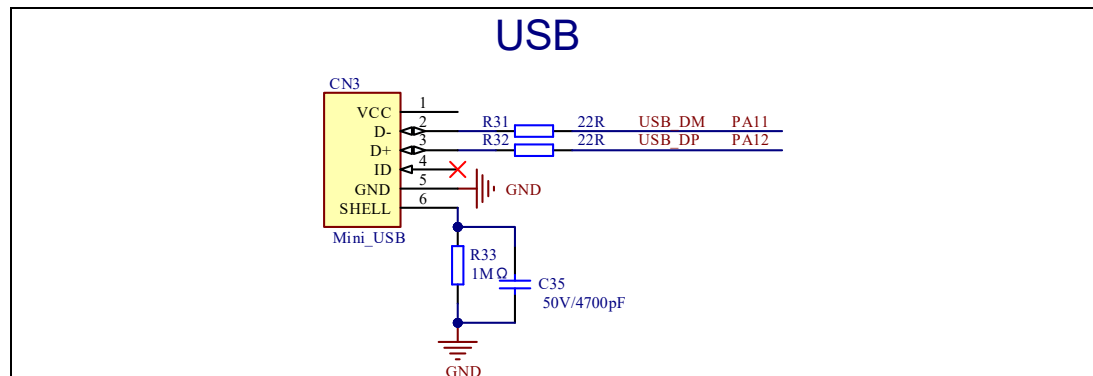 USB
CN3
VCC 1
D- 2 R31 22R USB_DM PA11
D+ 3 R32 22R USB_DP PA12
ID 4
GND 5 GND
SHELL 6
Mini_USB
R33
1MΩ
C35
50V/4700pF
GND